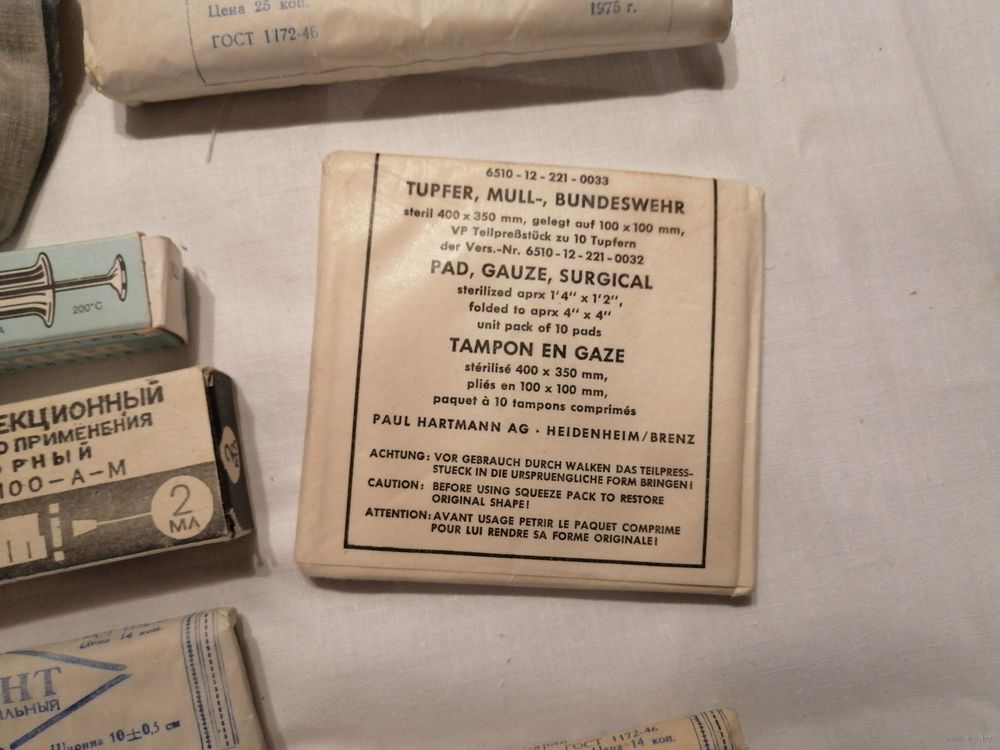 Цена 25 коп.
1975 г.
ГОСТ 1172-46
6510-12-221-0033
TUPFER, MULL-, BUNDESWEHR
steril 400 x 350 mm, gelegt auf 100 x 100 mm,
VP Teilpreßstück zu 10 Tupfern
der Vers.-Nr. 6510-12-221-0032
PAD, GAUZE, SURGICAL
sterilized aprx 1'4" x 1'2",
folded to aprx 4" x 4"
unit pack of 10 pads
TAMPON EN GAZE
stérilisé 400 x 350 mm,
pliés en 100 x 100 mm,
paquet à 10 tampons comprimés
PAUL HARTMANN AG · HEIDENHEIM/BRENZ
ACHTUNG: VOR GEBRAUCH DURCH WALKEN DAS TEILPRESS-
STUECK IN DIE URSPRUENGLICHE FORM BRINGEN!
CAUTION: BEFORE USING SQUEEZE PACK TO RESTORE
ORIGINAL SHAPE!
ATTENTION: AVANT USAGE PETRIR LE PAQUET COMPRIME
POUR LUI RENDRE SA FORME ORIGINALE!
200°C
ЕКЦИОННЫЙ
О ПРИМЕНЕНИЯ
РНЫЙ
100-А-М
2
МЛ
Цена 14 коп.
НТ
ИЛЬНЫЙ
10±0,5 см
ГОСТ 1172-46
Цена-14 коп.